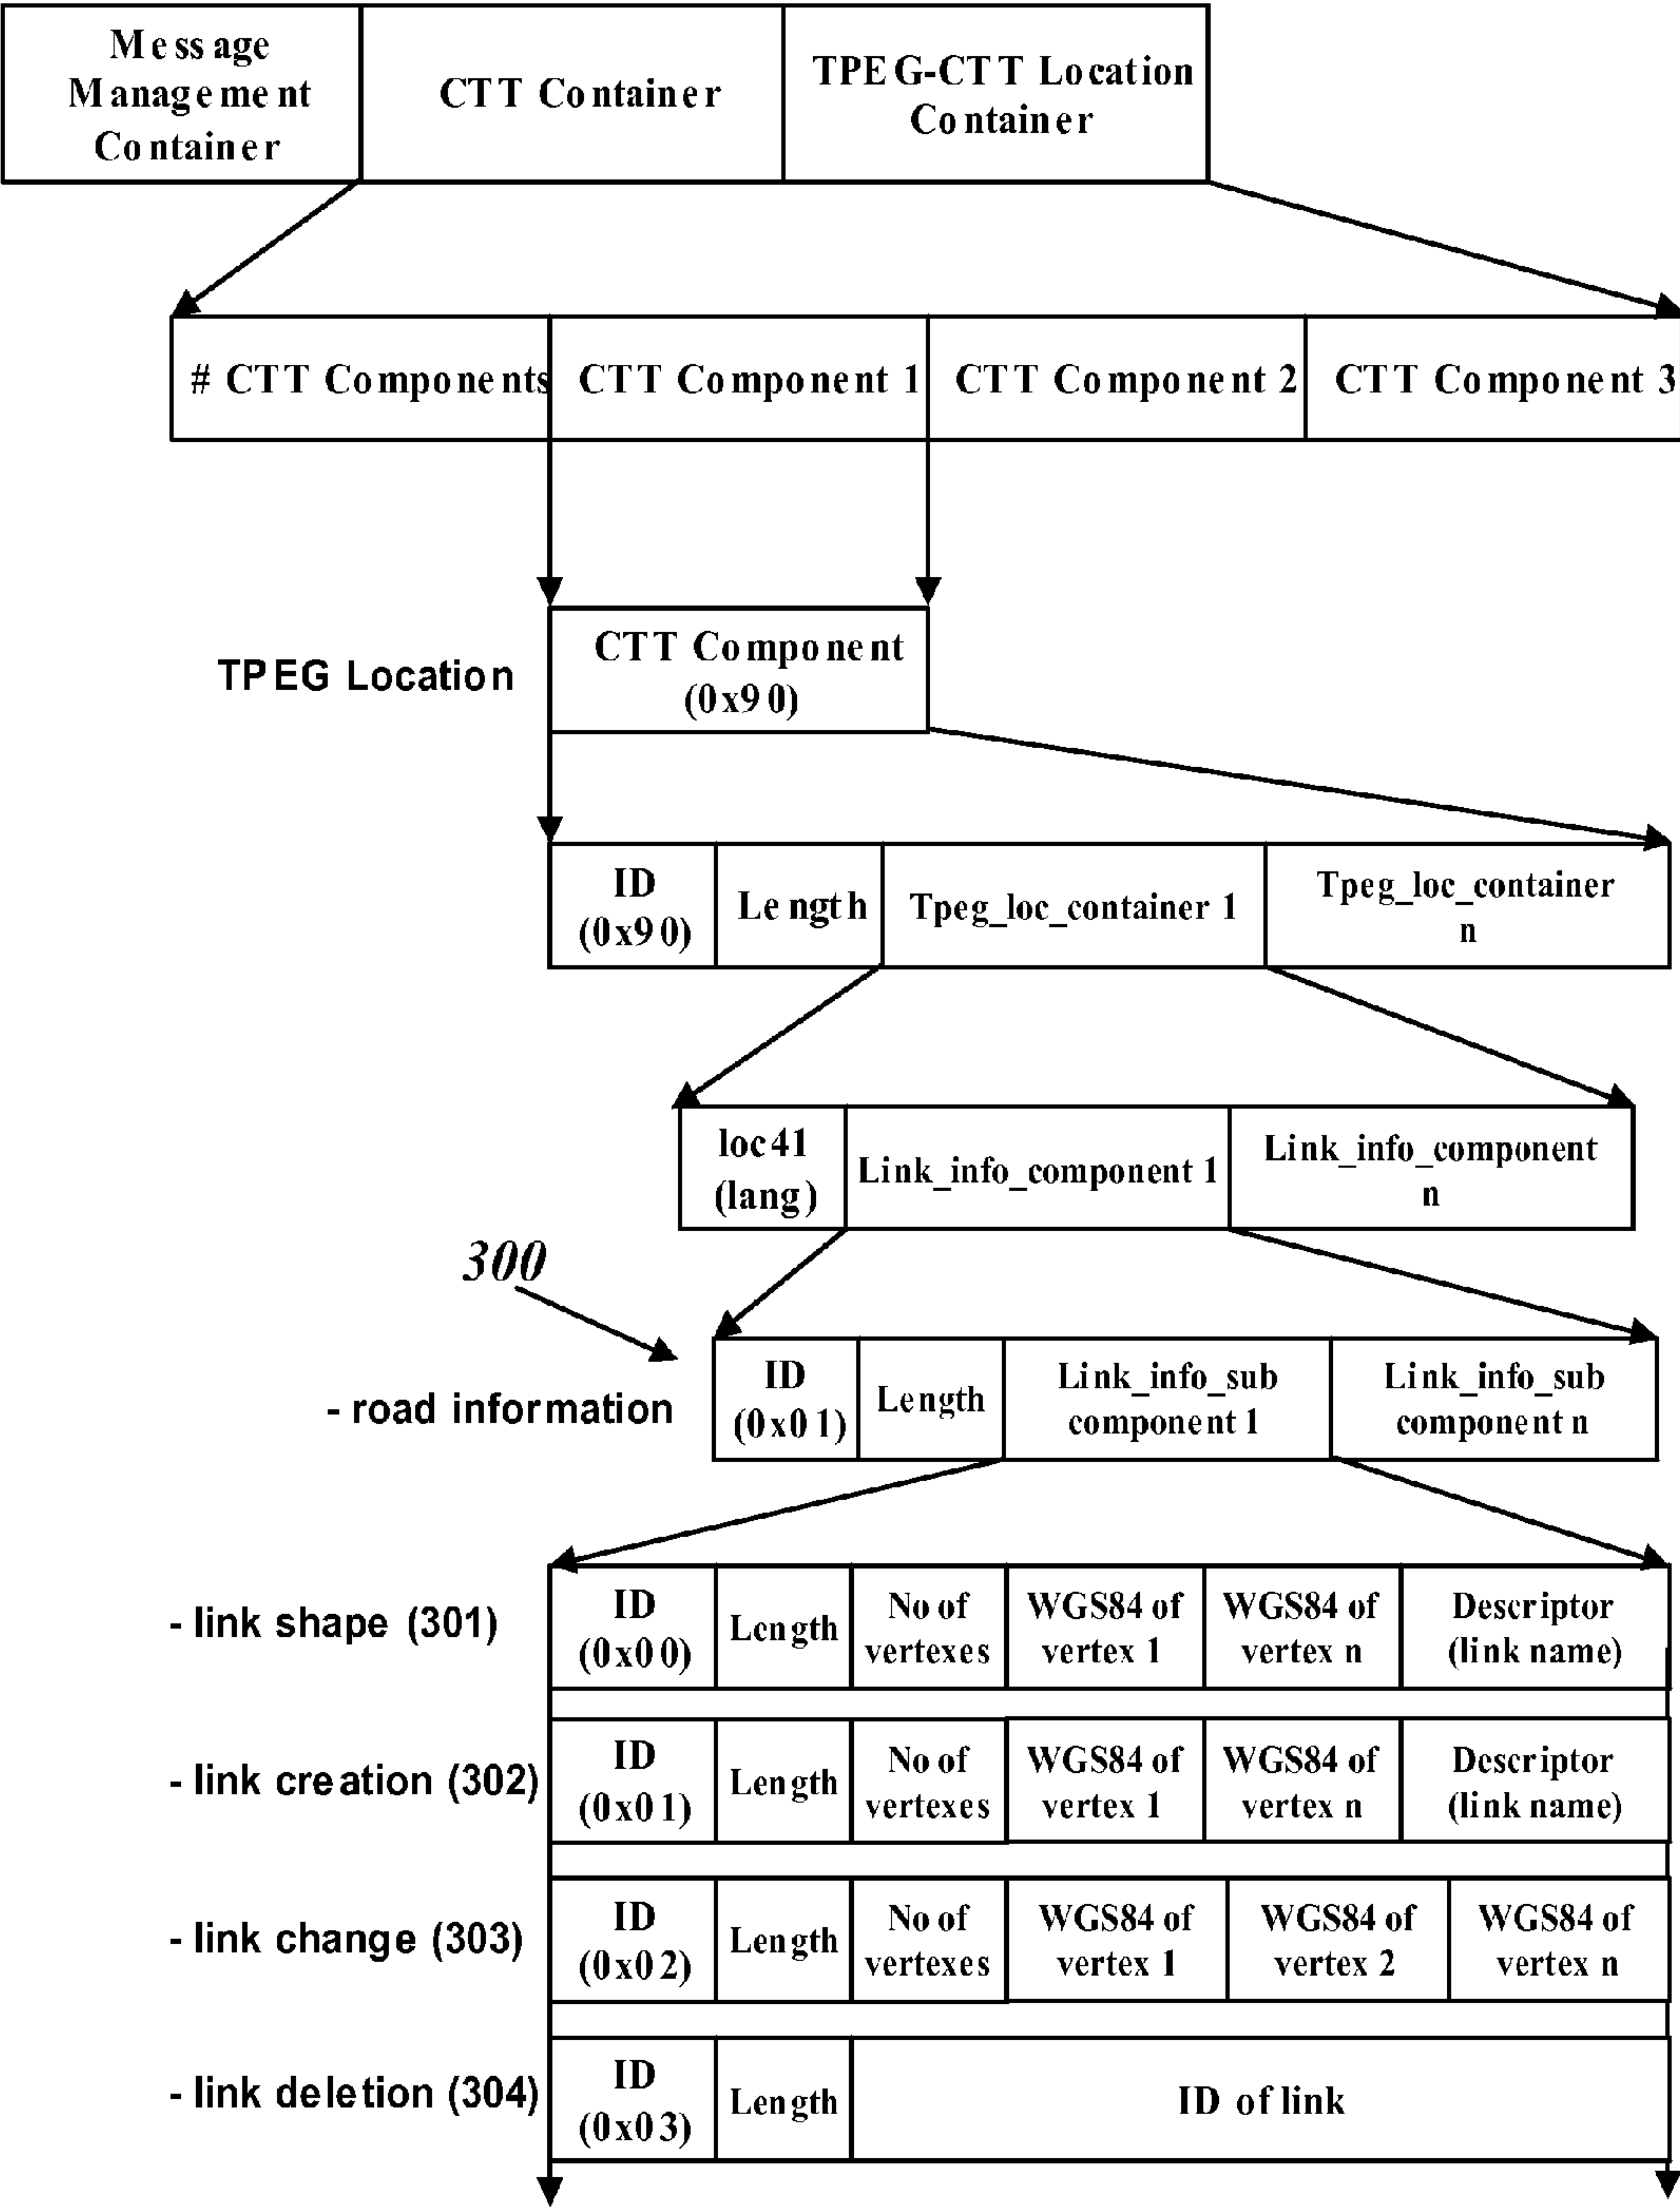 Message
Management
Container
CTT Container
TPEG-CTT Location
Container
# CTT Components
CTT Component 1
CTT Component 2
CTT Component 3
TPEG Location
CTT Component
(0x90)
ID
(0x90)
Length
Tpeg_loc_container 1
Tpeg_loc_container
n
loc41
(lang)
Link_info_component 1
Link_info_component
n
300
- road information
ID
(0x01)
Length
Link_info_sub
component 1
Link_info_sub
component n
- link shape (301)
ID
(0x00)
Length
No of
vertexes
WGS84 of
vertex 1
WGS84 of
vertex n
Descriptor
(link name)
- link creation (302)
ID
(0x01)
Length
No of
vertexes
WGS84 of
vertex 1
WGS84 of
vertex n
Descriptor
(link name)
- link change (303)
ID
(0x02)
Length
No of
vertexes
WGS84 of
vertex 1
WGS84 of
vertex 2
WGS84 of
vertex n
- link deletion (304)
ID
(0x03)
Length
ID of link